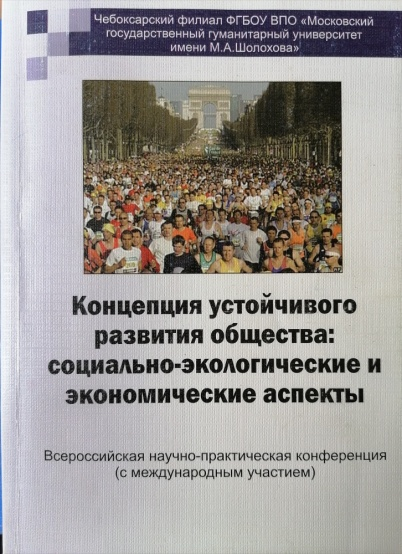 Чебоксарский филиал ФГБОУ ВПО «Московский
государственный гуманитарный университет
имени М.А.Шолохова»
Концепция устойчивого
развития общества:
социально-экологические и
экономические аспекты
Всероссийская научно-практическая конференция
(с международным участием)